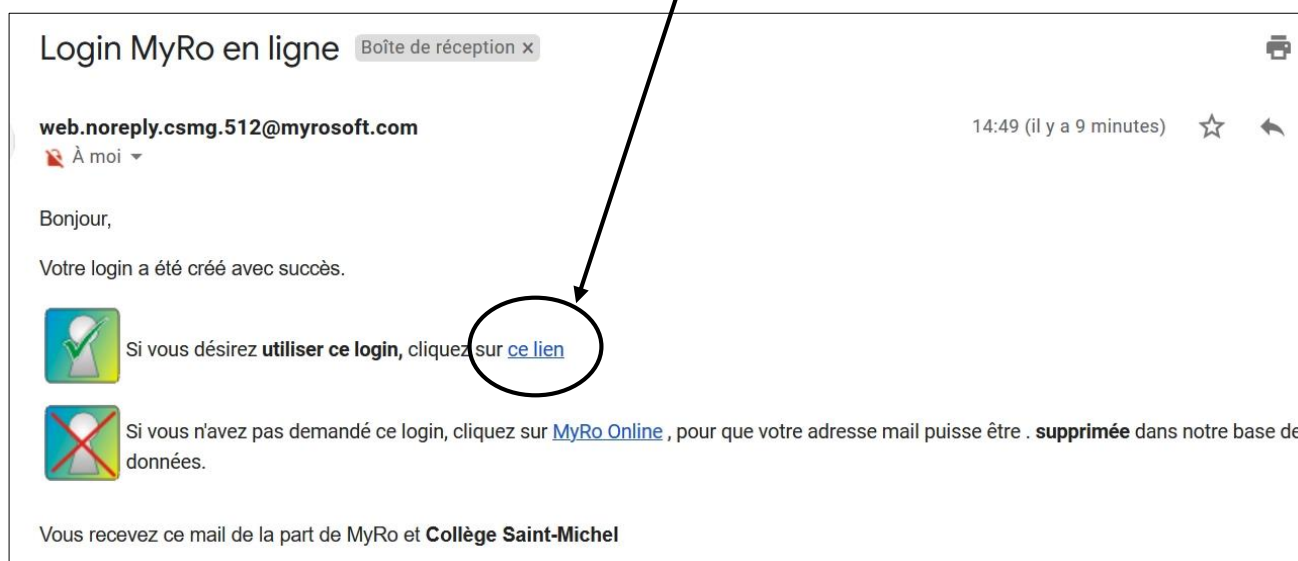 Login MyRo en ligne Boîte de réception x
web.noreply.csmg.512@myrosoft.com 14:49 (il y a 9 minutes)
À moi
Bonjour,
Votre login a été créé avec succès.
Si vous désirez utiliser ce login, cliquez sur ce lien
Si vous n'avez pas demandé ce login, cliquez sur MyRo Online , pour que votre adresse mail puisse être . supprimée dans notre base de
données.
Vous recevez ce mail de la part de MyRo et Collège Saint-Michel